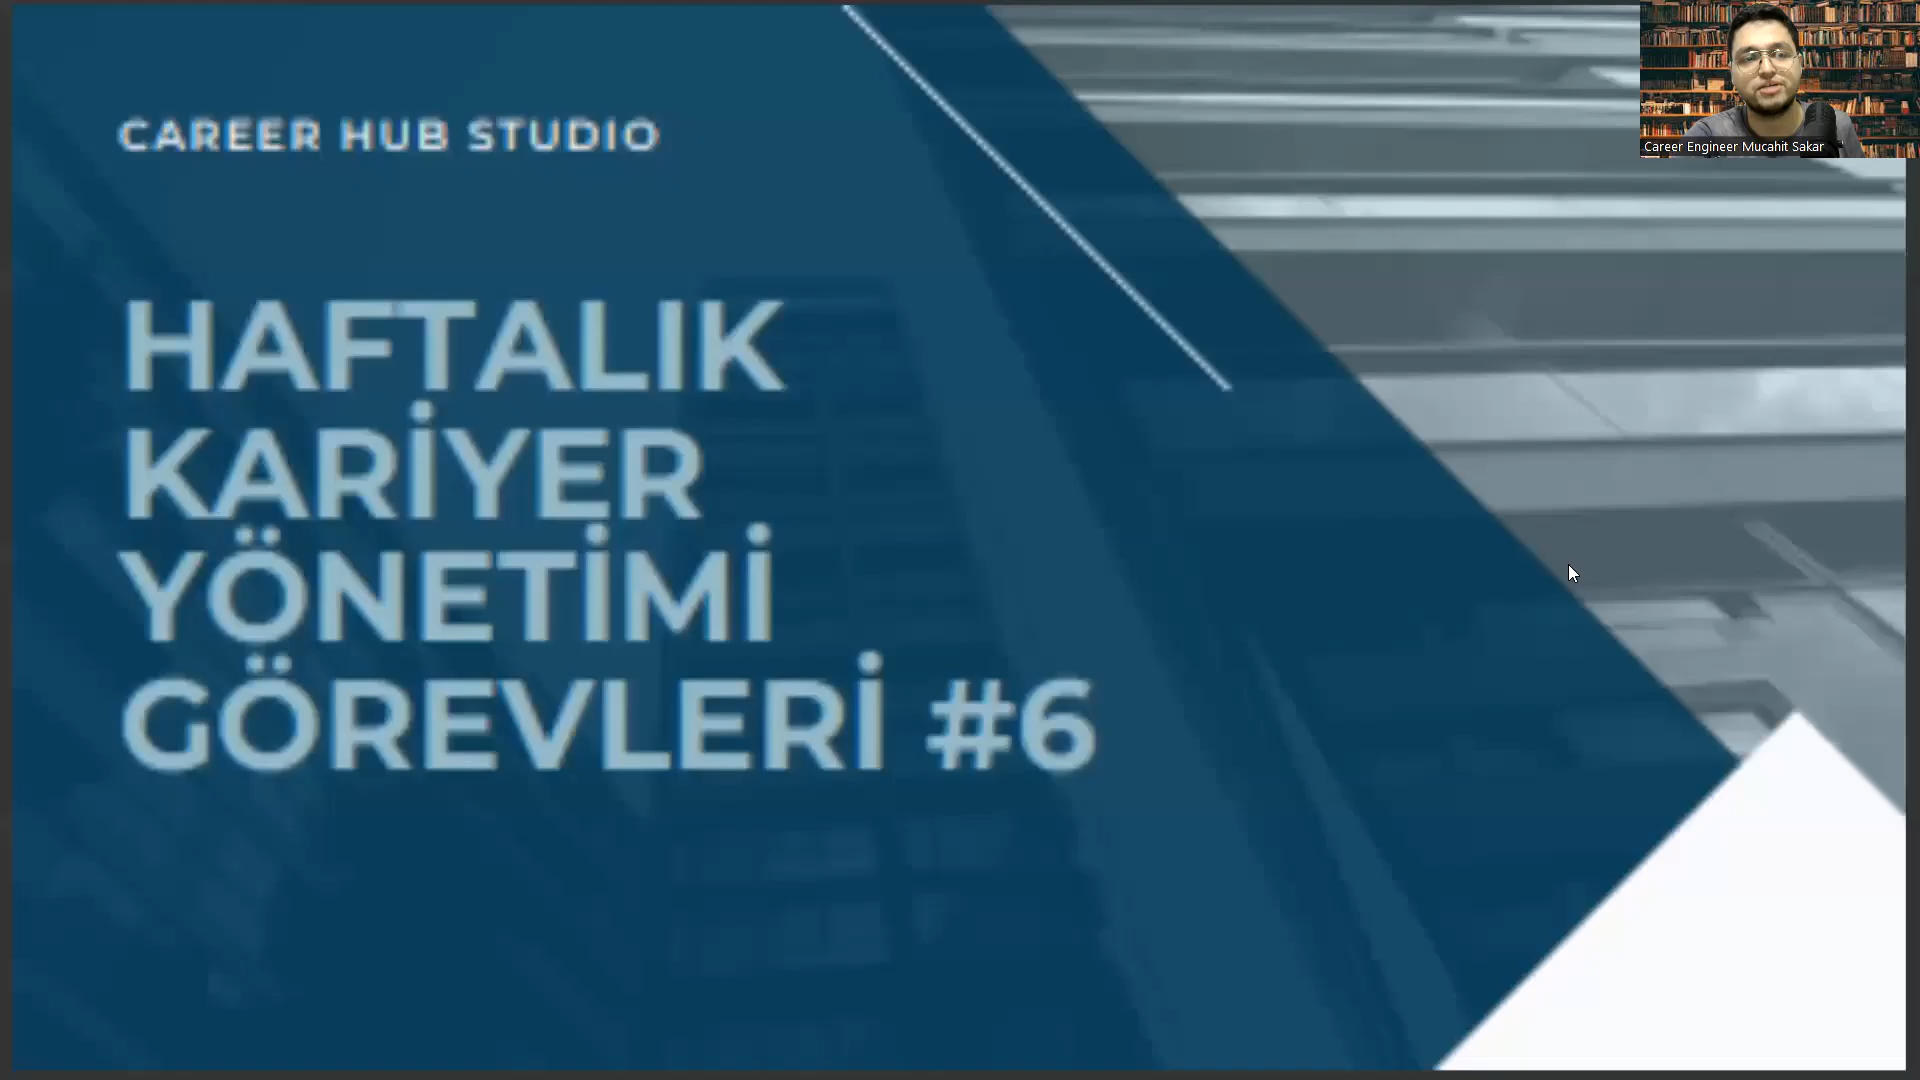 CAREER HUB STUDIO
HAFTALIK
KARİYER
YÖNETİMİ
GÖREVLERİ #6
Career Engineer Mucahit Sakar